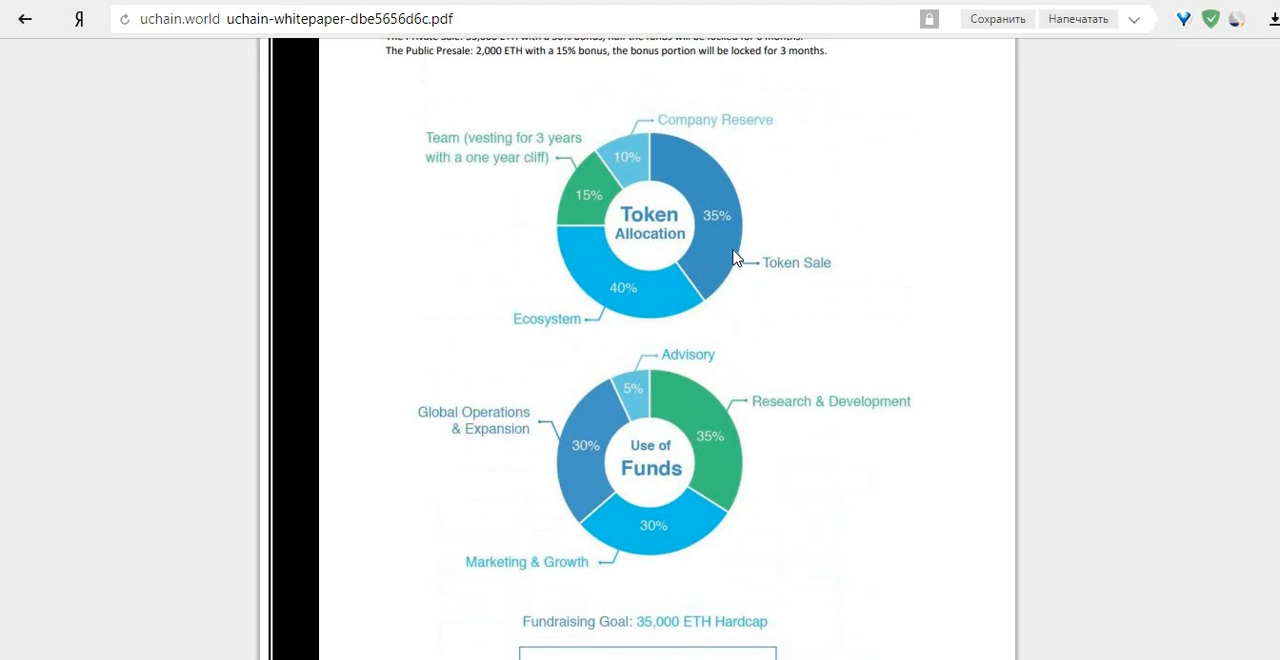 Я
uchain.world uchain-whitepaper-dbe5656d6c.pdf
Сохранить
Напечатать
The Public Presale: 2,000 ETH with a 15% bonus, the bonus portion will be locked for 3 months.
Company Reserve
Team (vesting for 3 years
with a one year cliff)
10%
15%
35%
Token
Allocation
Token Sale
40%
Ecosystem
Advisory
5%
Research & Development
Global Operations
& Expansion
35%
30%
Use of
Funds
30%
Marketing & Growth
Fundraising Goal: 35,000 ETH Hardcap